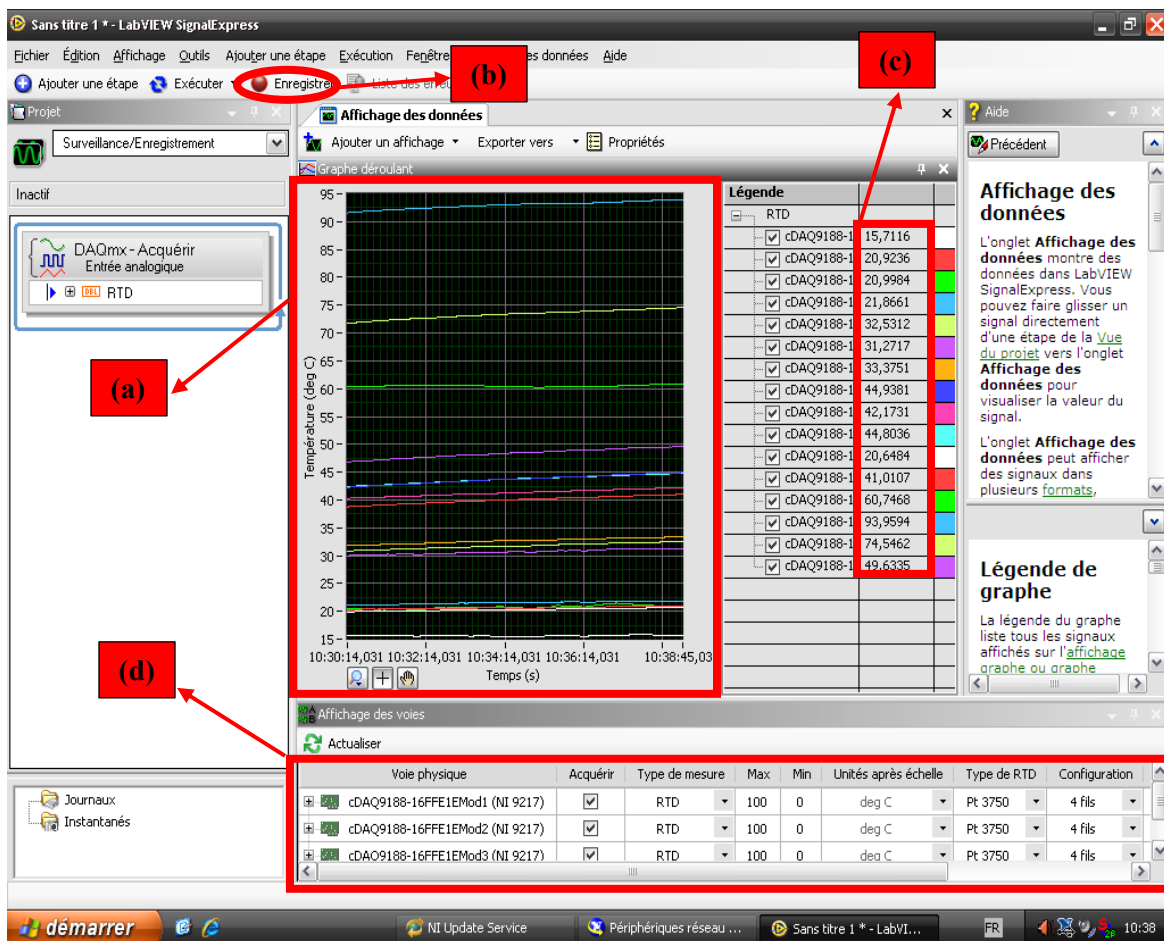 Sans titre 1 * - LabVIEW SignalExpress
Fichier Édition Affichage Outils Ajouter une étape Exécution données Aide
Ajouter une étape Exécuter Enregistrer
(b)
(c)
Projet
Surveillance/Enregistrement
Inactif
DAQmx - Acquérir
Entrée analogique
DBL RTD
(a)
(d)
Journaux
Instantanés
Affichage des données
Ajouter un affichage Exporter vers Propriétés
Graphe déroulant
95
90
85
80
75
70
65
60
55
50
45
40
35
30
25
20
15
Température (deg C)
10:30:14,031 10:32:14,031 10:34:14,031 10:36:14,031 10:38:45,03
Temps (s)
Légende
RTD
cDAQ9188-1 15,7116
cDAQ9188-1 20,9236
cDAQ9188-1 20,9984
cDAQ9188-1 21,8661
cDAQ9188-1 32,5312
cDAQ9188-1 31,2717
cDAQ9188-1 33,3751
cDAQ9188-1 44,9381
cDAQ9188-1 42,1731
cDAQ9188-1 44,8036
cDAQ9188-1 20,6484
cDAQ9188-1 41,0107
cDAQ9188-1 60,7468
cDAQ9188-1 93,9594
cDAQ9188-1 74,5462
cDAQ9188-1 49,6335
Aide
Précédent
Affichage des
données
L'onglet Affichage des
données montre des
données dans LabVIEW
SignalExpress. Vous
pouvez faire glisser un
signal directement
d'une étape de la Vue
du projet vers l'onglet
Affichage des
données pour
visualiser la valeur du
signal.
L'onglet Affichage des
données peut afficher
des signaux dans
plusieurs formats,
Légende de
graphe
La légende du graphe
liste tous les signaux
affichés sur l'affichage
graphe ou graphe
Affichage des voies
Actualiser
Voie physique Acquérir Type de mesure Max Min Unités après échelle Type de RTD Configuration
cDAQ9188-16FFE1EMod1 (NI 9217) RTD 100 0 deg C Pt 3750 4 fils
cDAQ9188-16FFE1EMod2 (NI 9217) RTD 100 0 deg C Pt 3750 4 fils
cDAQ9188-16FFE1EMod3 (NI 9217) RTD 100 0 deg C Pt 3750 4 fils
démarrer NI Update Service Périphériques réseau ... Sans titre 1 * - LabVI... FR 10:38